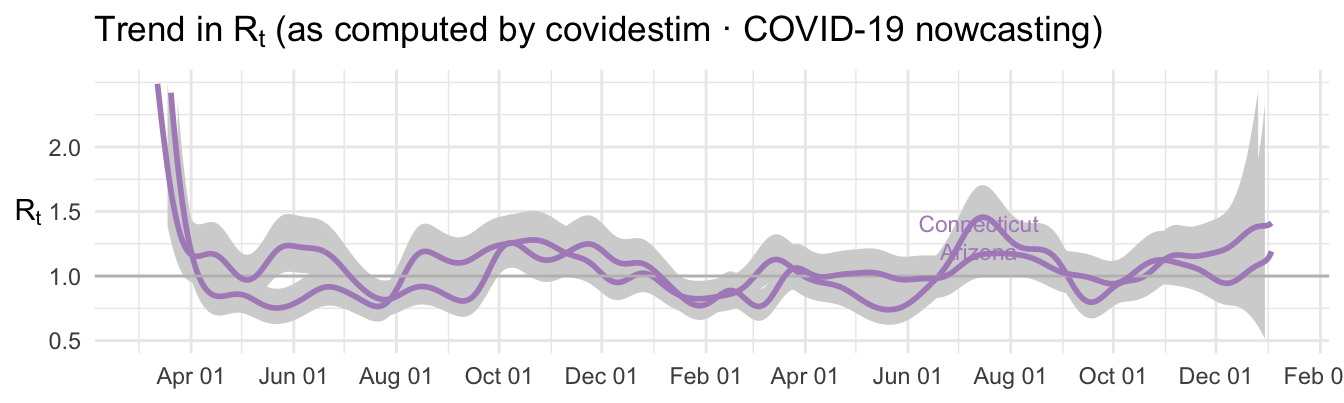 Trend in Rt (as computed by covidestim · COVID-19 nowcasting)
2.0
Rt 1.5
Connecticut
Arizona
1.0
0.5
Apr 01 Jun 01 Aug 01 Oct 01 Dec 01 Feb 01 Apr 01 Jun 01 Aug 01 Oct 01 Dec 01 Feb 0